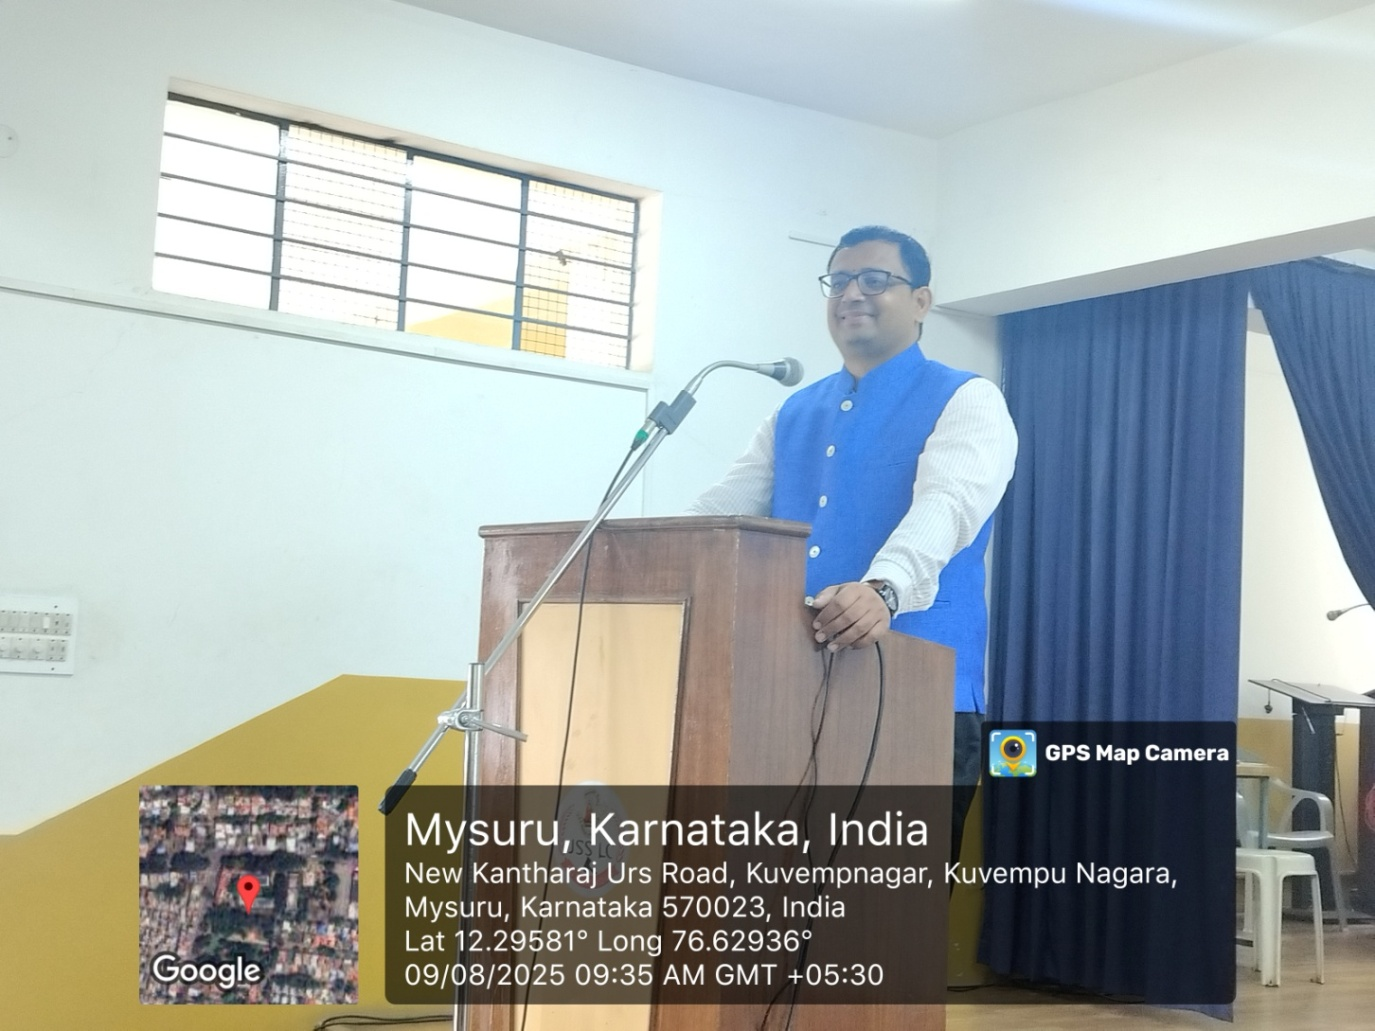 GPS Map Camera
Mysuru, Karnataka, India
New Kantharaj Urs Road, Kuvempnagar, Kuvempu Nagara,
Mysuru, Karnataka 570023, India
Lat 12.29581° Long 76.62936°
09/08/2025 09:35 AM GMT +05:30
Google